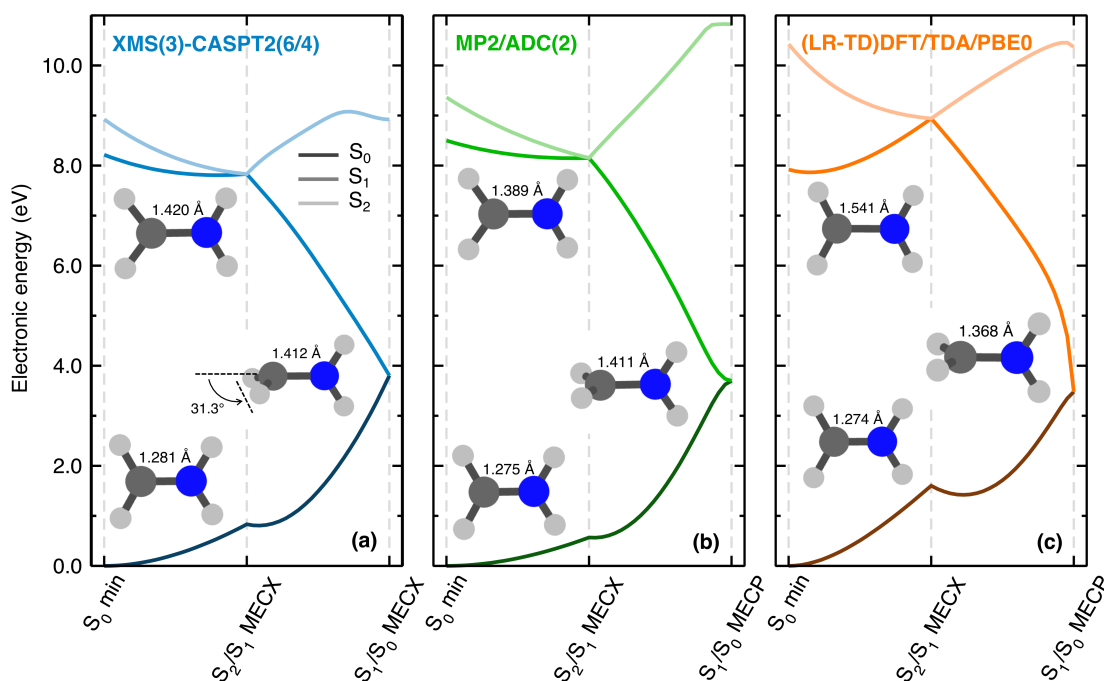 Electronic energy (eV)
10.0
8.0
6.0
4.0
2.0
0.0
XMS(3)-CASPT2(6/4)
S₀
S₁
S₂
1.420 Å
1.412 Å
31.3°
1.281 Å
(a)
S₀ min
S₂/S₁ MECX
S₁/S₀ MECX
MP2/ADC(2)
1.389 Å
1.411 Å
1.275 Å
(b)
S₀ min
S₂/S₁ MECX
S₁/S₀ MECP
(LR-TD)DFT/TDA/PBE0
1.541 Å
1.368 Å
1.274 Å
(c)
S₀ min
S₂/S₁ MECX
S₁/S₀ MECP